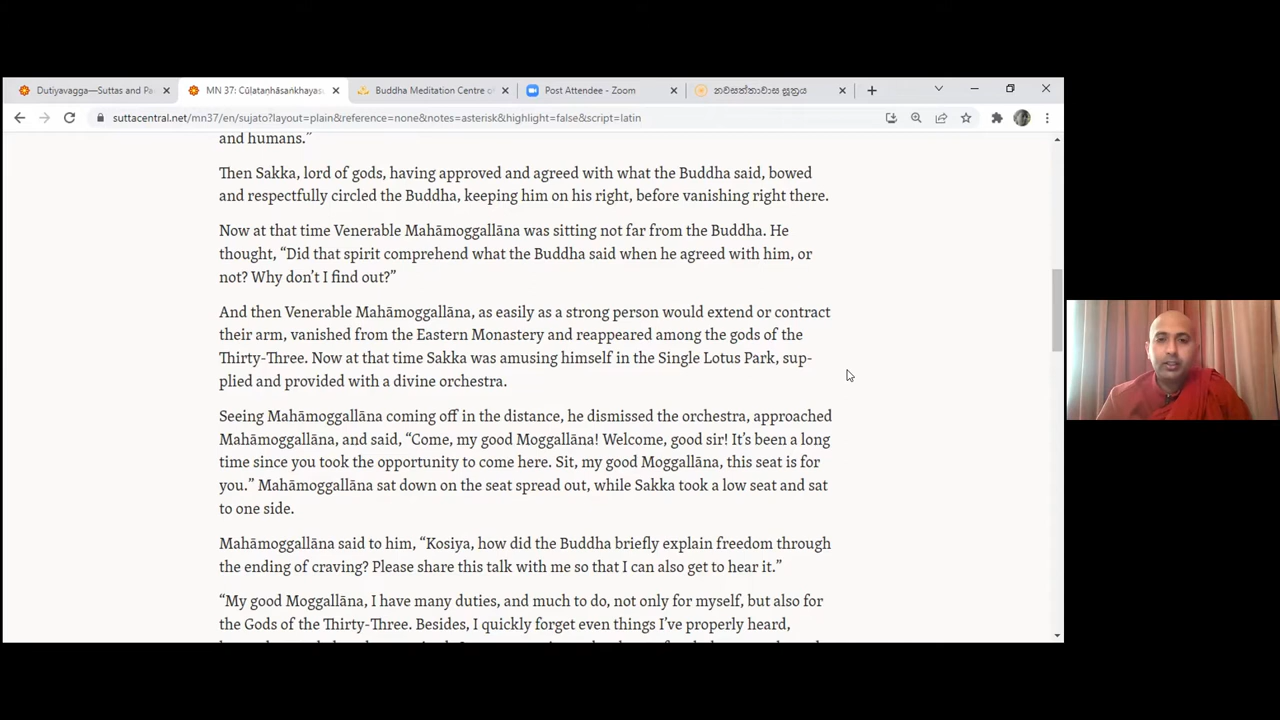 Dutiyavagga—Suttas and Pa
MN 37: Cūḷataṇhāsaṅkhayas
Buddha Meditation Centre o
Post Attendee - Zoom
නවසත්තාවාස සූත්‍රය
suttacentral.net/mn37/en/sujato?layout=plain&reference=none&notes=asterisk&highlight=false&script=latin
and humans.”
Then Sakka, lord of gods, having approved and agreed with what the Buddha said, bowed
and respectfully circled the Buddha, keeping him on his right, before vanishing right there.
Now at that time Venerable Mahāmoggallāna was sitting not far from the Buddha. He
thought, “Did that spirit comprehend what the Buddha said when he agreed with him, or
not? Why don’t I find out?”
And then Venerable Mahāmoggallāna, as easily as a strong person would extend or contract
their arm, vanished from the Eastern Monastery and reappeared among the gods of the
Thirty-Three. Now at that time Sakka was amusing himself in the Single Lotus Park, sup-
plied and provided with a divine orchestra.
Seeing Mahāmoggallāna coming off in the distance, he dismissed the orchestra, approached
Mahāmoggallāna, and said, “Come, my good Moggallāna! Welcome, good sir! It’s been a long
time since you took the opportunity to come here. Sit, my good Moggallāna, this seat is for
you.” Mahāmoggallāna sat down on the seat spread out, while Sakka took a low seat and sat
to one side.
Mahāmoggallāna said to him, “Kosiya, how did the Buddha briefly explain freedom through
the ending of craving? Please share this talk with me so that I can also get to hear it.”
“My good Moggallāna, I have many duties, and much to do, not only for myself, but also for
the Gods of the Thirty-Three. Besides, I quickly forget even things I’ve properly heard,